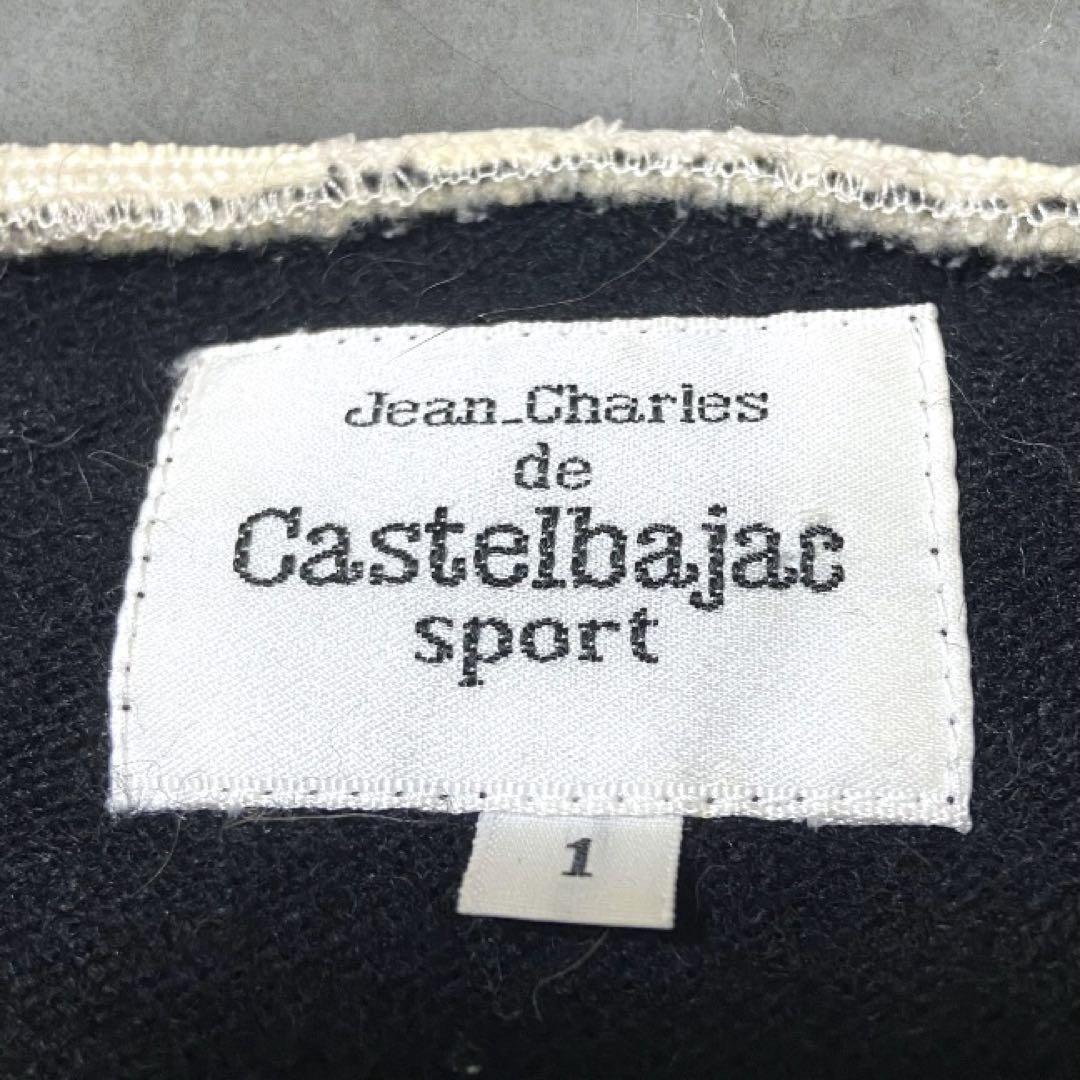 Jean_Charles
de
Castelbajac
sport
1